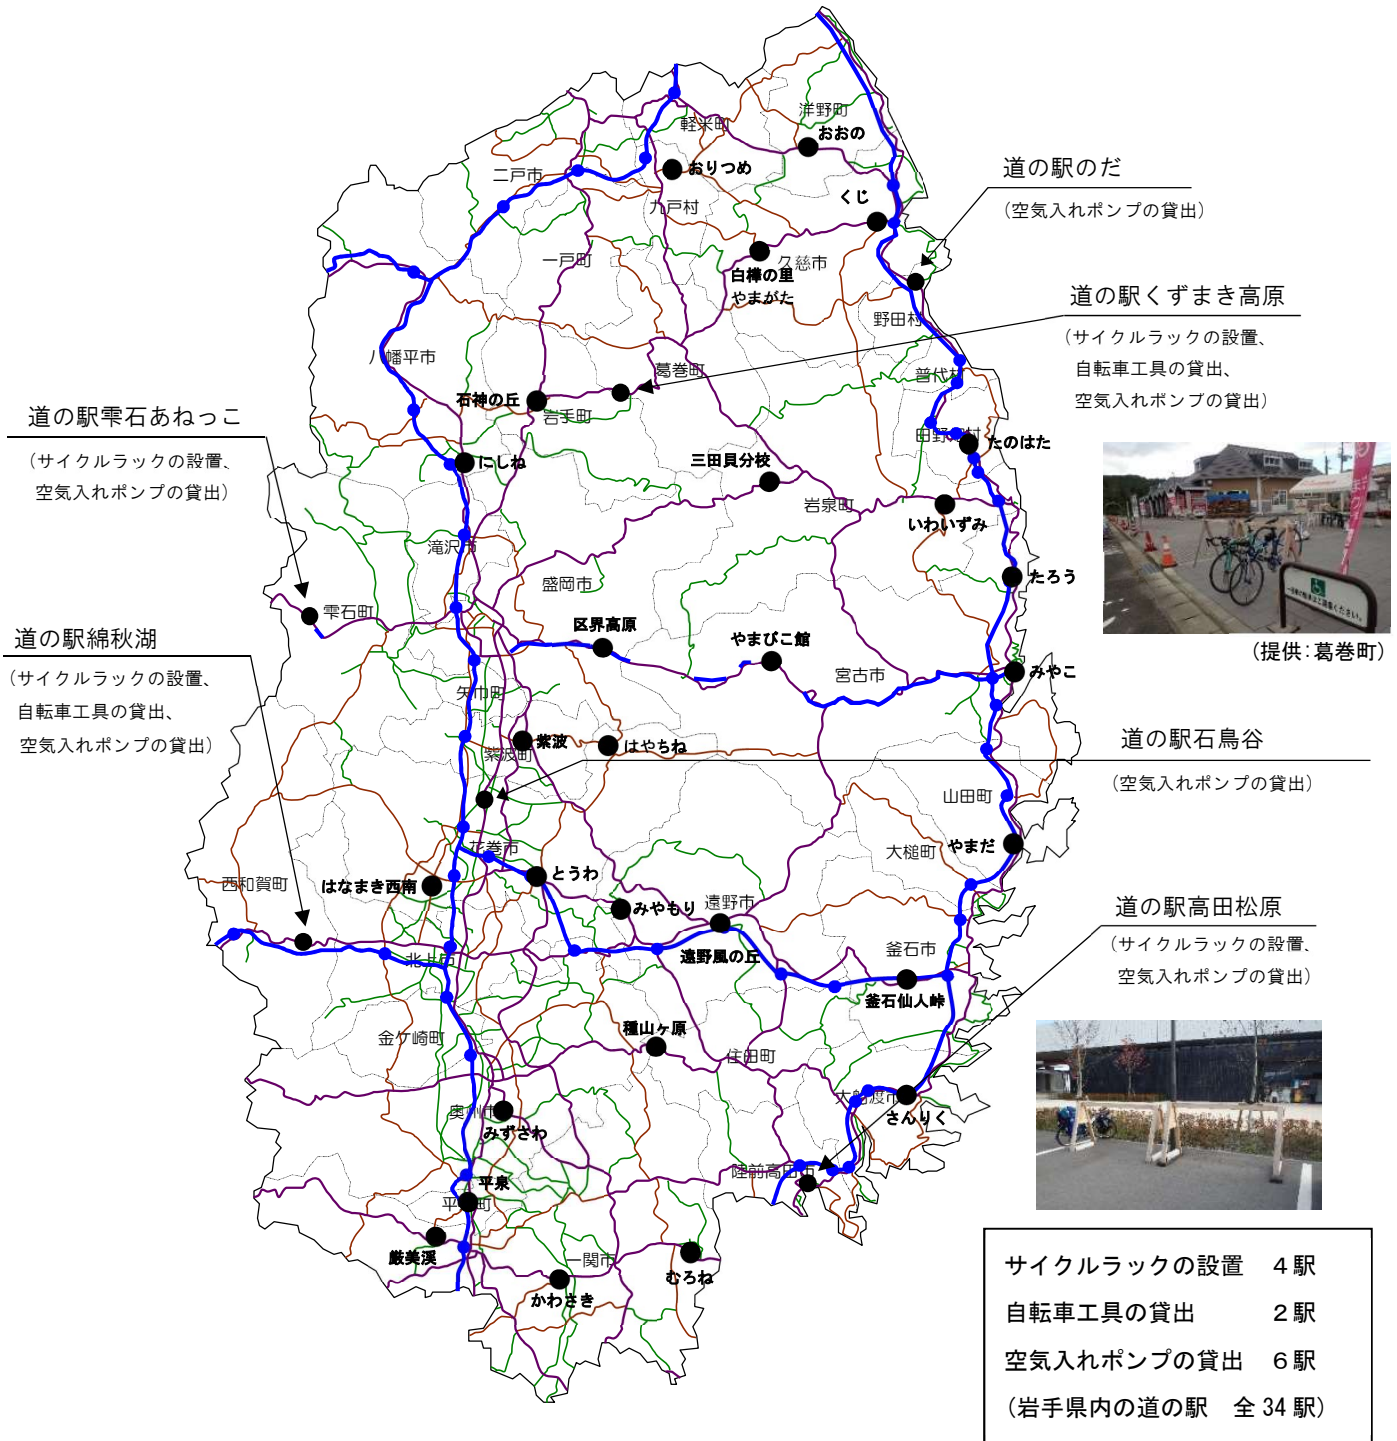 洋野町
軽米町
おおの
二戸市
おりつめ
九戸村
くじ
道の駅のだ
(空気入れポンプの貸出)
一戸町
久慈市
白樺の里
やまがた
野田村
道の駅くずまき高原
(サイクルラックの設置、
自転車工具の貸出、
空気入れポンプの貸出)
八幡平市
葛巻町
普代村
石神の丘
岩手町
道の駅雫石あねっこ
(サイクルラックの設置、
空気入れポンプの貸出)
田野畑村
たのはた
にしね
三田貝分校
岩泉町
いわいずみ
滝沢市
盛岡市
たろう
雫石町
一般の駐車はご遠慮ください。
(提供:葛巻町)
道の駅錦秋湖
(サイクルラックの設置、
自転車工具の貸出、
空気入れポンプの貸出)
区界高原
やまびこ館
宮古市
みやこ
矢巾町
紫波
紫波町
はやちね
道の駅石鳥谷
(空気入れポンプの貸出)
山田町
花巻市
やまだ
大槌町
西和賀町
はなまき西南
とうわ
みやもり
遠野市
遠野風の丘
道の駅高田松原
(サイクルラックの設置、
空気入れポンプの貸出)
北上市
釜石市
釜石仙人峠
金ケ崎町
種山ヶ原
住田町
奥州市
みずさわ
大船渡市
さんりく
平泉
平泉町
陸前高田市
厳美渓
一関市
むろね
かわさき
サイクルラックの設置 4駅
自転車工具の貸出 2駅
空気入れポンプの貸出 6駅
(岩手県内の道の駅 全34駅)